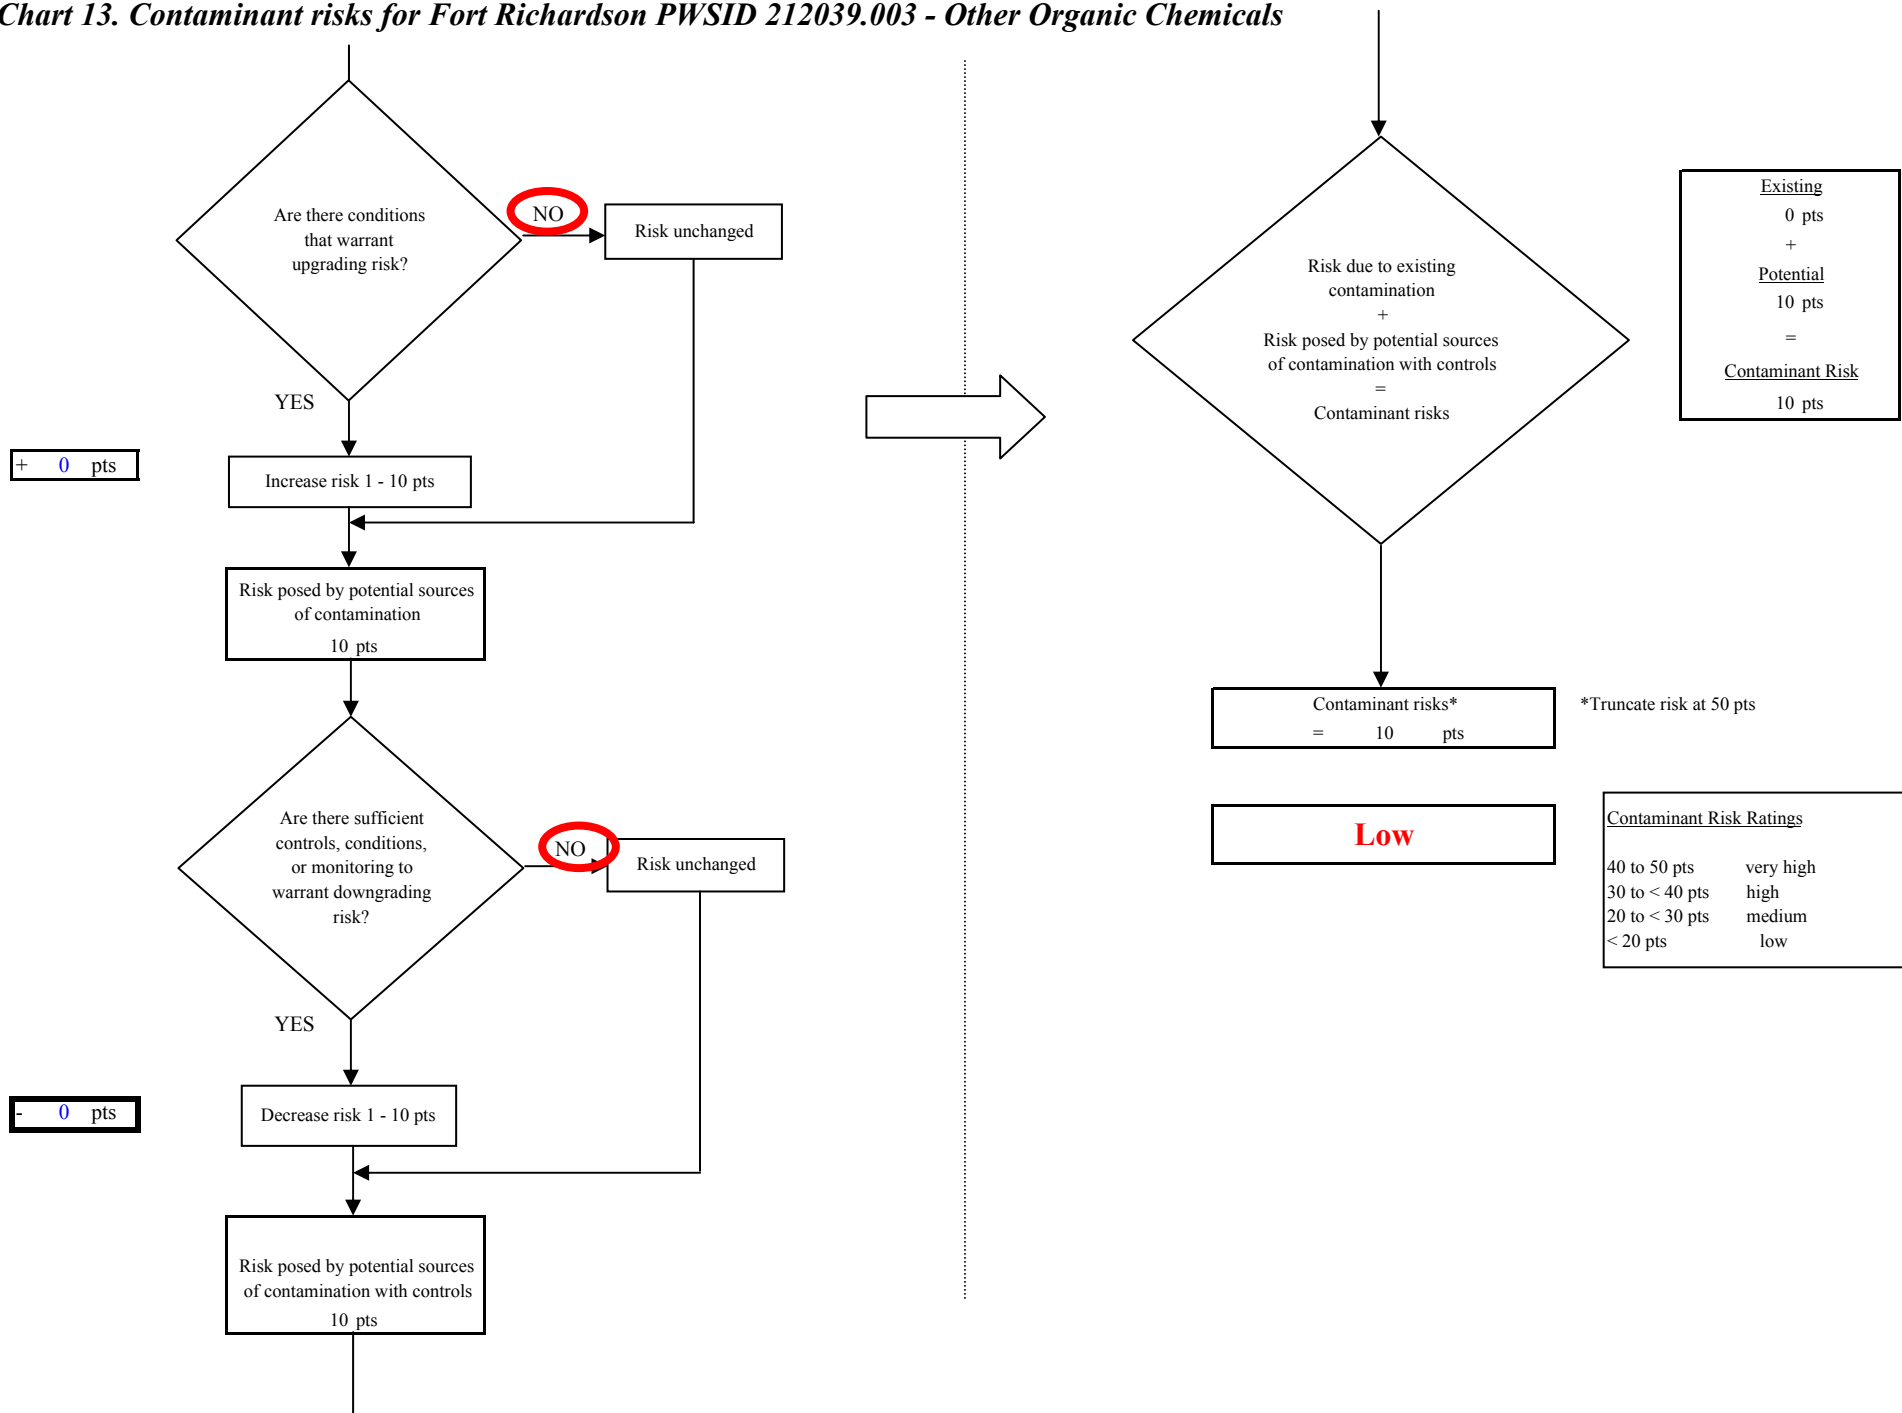 Chart 13. Contaminant risks for Fort Richardson PWSID 212039.003 - Other Organic Chemicals
Are there conditions
that warrant
upgrading risk?
NO
Risk unchanged
YES
+ 0 pts
Increase risk 1 - 10 pts
Risk posed by potential sources
of contamination
10 pts
Are there sufficient
controls, conditions,
or monitoring to
warrant downgrading
risk?
NO
Risk unchanged
YES
- 0 pts
Decrease risk 1 - 10 pts
Risk posed by potential sources
of contamination with controls
10 pts
Risk due to existing
contamination
+
Risk posed by potential sources
of contamination with controls
=
Contaminant risks
Existing
0 pts
+
Potential
10 pts
=
Contaminant Risk
10 pts
Contaminant risks*
= 10 pts
*Truncate risk at 50 pts
Low
Contaminant Risk Ratings
40 to 50 pts very high
30 to < 40 pts high
20 to < 30 pts medium
< 20 pts low